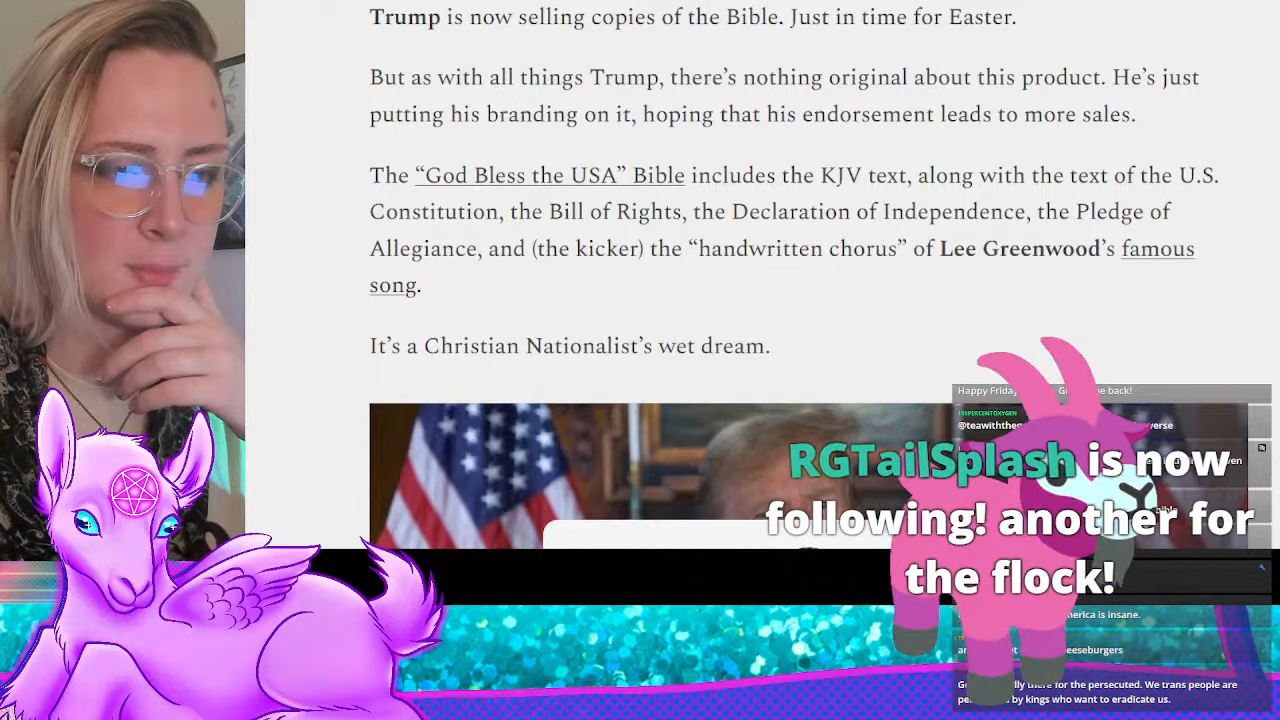 Trump is now selling copies of the Bible. Just in time for Easter.
But as with all things Trump, there’s nothing original about this product. He’s just
putting his branding on it, hoping that his endorsement leads to more sales.
The “God Bless the USA” Bible includes the KJV text, along with the text of the U.S.
Constitution, the Bill of Rights, the Declaration of Independence, the Pledge of
Allegiance, and (the kicker) the “handwritten chorus” of Lee Greenwood’s famous
song.
It’s a Christian Nationalist’s wet dream.
Happy Friday back!
100PERCENTOXYGEN
RGTailSplash is now
following! another for
the flock!
is insane.
for the persecuted. We trans people are
by kings who want to eradicate us.